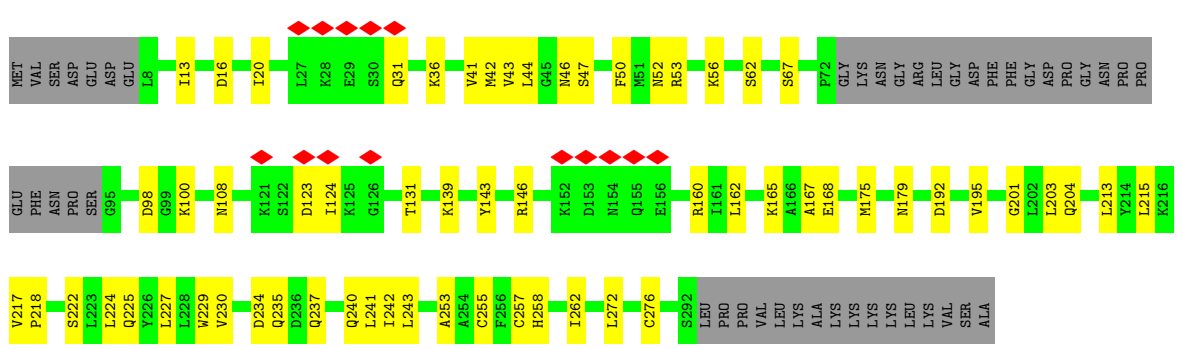 MET VAL SER ASP GLU ASP GLU L8 I13 D16 I20 L27 K28 E29 S30 Q31 K36 V41 M42 V43 L44 G45 N46 S47 F50 M51 N52 R53 K56 S62 S67 P72 GLY LYS ASN GLY ARG LEU GLY ASP PHE PHE GLY ASP PRO GLY ASN PRO PRO
GLU PHE ASN PRO SER G95 D98 G99 K100 N108 K121 S122 D123 I124 K125 G126 T131 K139 Y143 R146 K152 D153 N154 Q155 E156 R160 I161 L162 K165 A166 A167 E168 M175 N179 D192 V195 G201 L202 L203 Q204 L213 Y214 L215 K216
V217 P218 S222 L223 L224 Q225 Y226 L227 L228 W229 V230 D234 Q235 D236 Q237 Q240 L241 I242 L243 A253 A254 C255 F256 C257 H258 I262 L272 C276 S292 LEU PRO PRO VAL LEU LYS ALA LYS LYS LYS LEU LYS VAL SER ALA